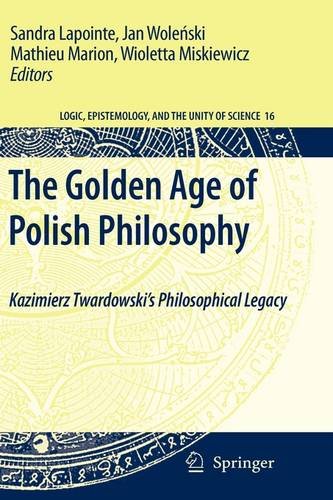 Sandra Lapointe, Jan Woleński
Mathieu Marion, Wioletta Miskiewicz
Editors
LOGIC, EPISTEMOLOGY, AND THE UNITY OF SCIENCE 16
The Golden Age of
Polish Philosophy
Kazimierz Twardowski's Philosophical Legacy
Springer